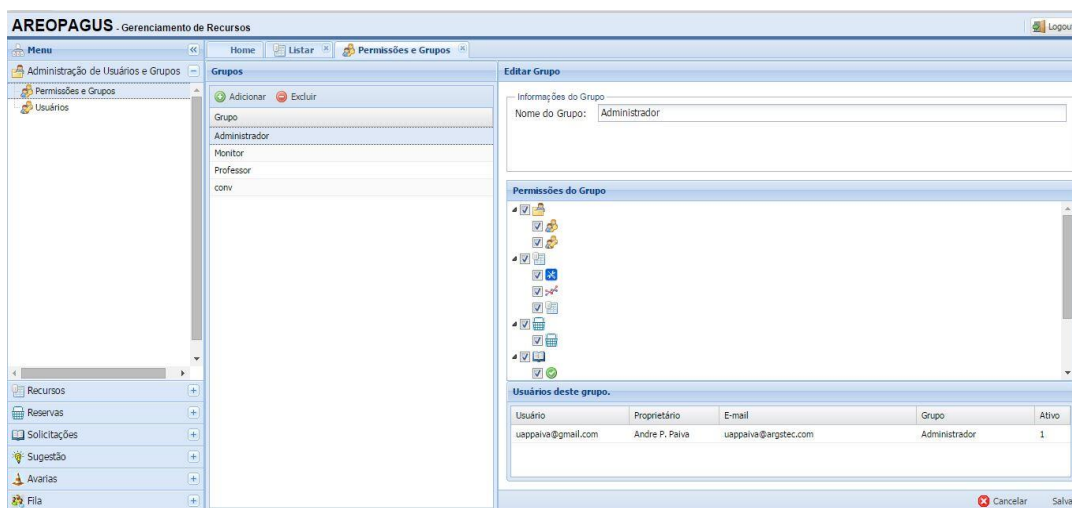 AREOPAGUS - Gerenciamento de Recursos
Logou
Menu
Home Listar Permissões e Grupos
Administração de Usuários e Grupos
Permissões e Grupos
Usuários
Recursos
Reservas
Solicitações
Sugestão
Avarias
Fila
Grupos
Adicionar Excluir
Grupo
Administrador
Monitor
Professor
conv
Editar Grupo
Informações do Grupo
Nome do Grupo: Administrador
Permissões do Grupo
Usuários deste grupo.
Usuário Proprietário E-mail Grupo Ativo
uappaiva@gmail.com Andre P. Paiva uappaiva@argstec.com Administrador 1
Cancelar Salva